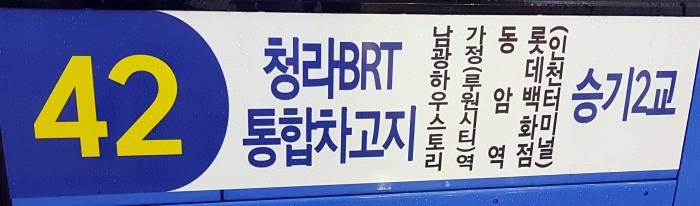 42
청라BRT
통합차고지
남광하우스토리
가정(루원시티)역
동암역
롯데백화점
(인천터미널)
승기2교